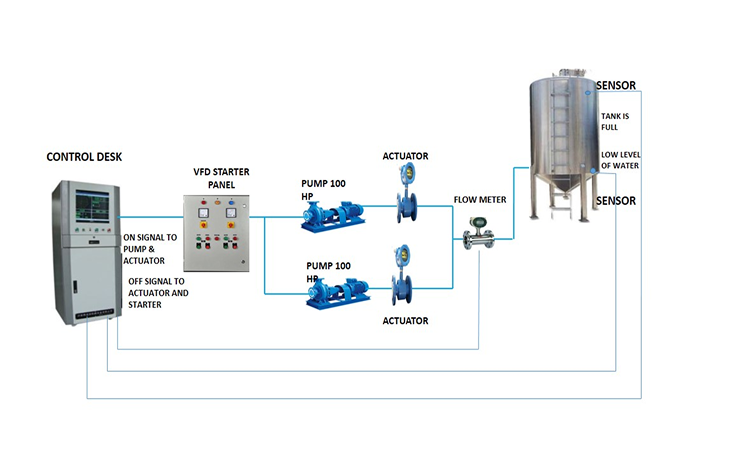 SENSOR
TANK IS
FULL
CONTROL DESK
ACTUATOR
LOW LEVEL
OF WATER
VFD STARTER
PANEL
PUMP 100
HP
FLOW METER
SENSOR
ON SIGNAL TO
PUMP &
ACTUATOR
PUMP 100
HP
OFF SIGNAL TO
ACTUATOR AND
STARTER
ACTUATOR